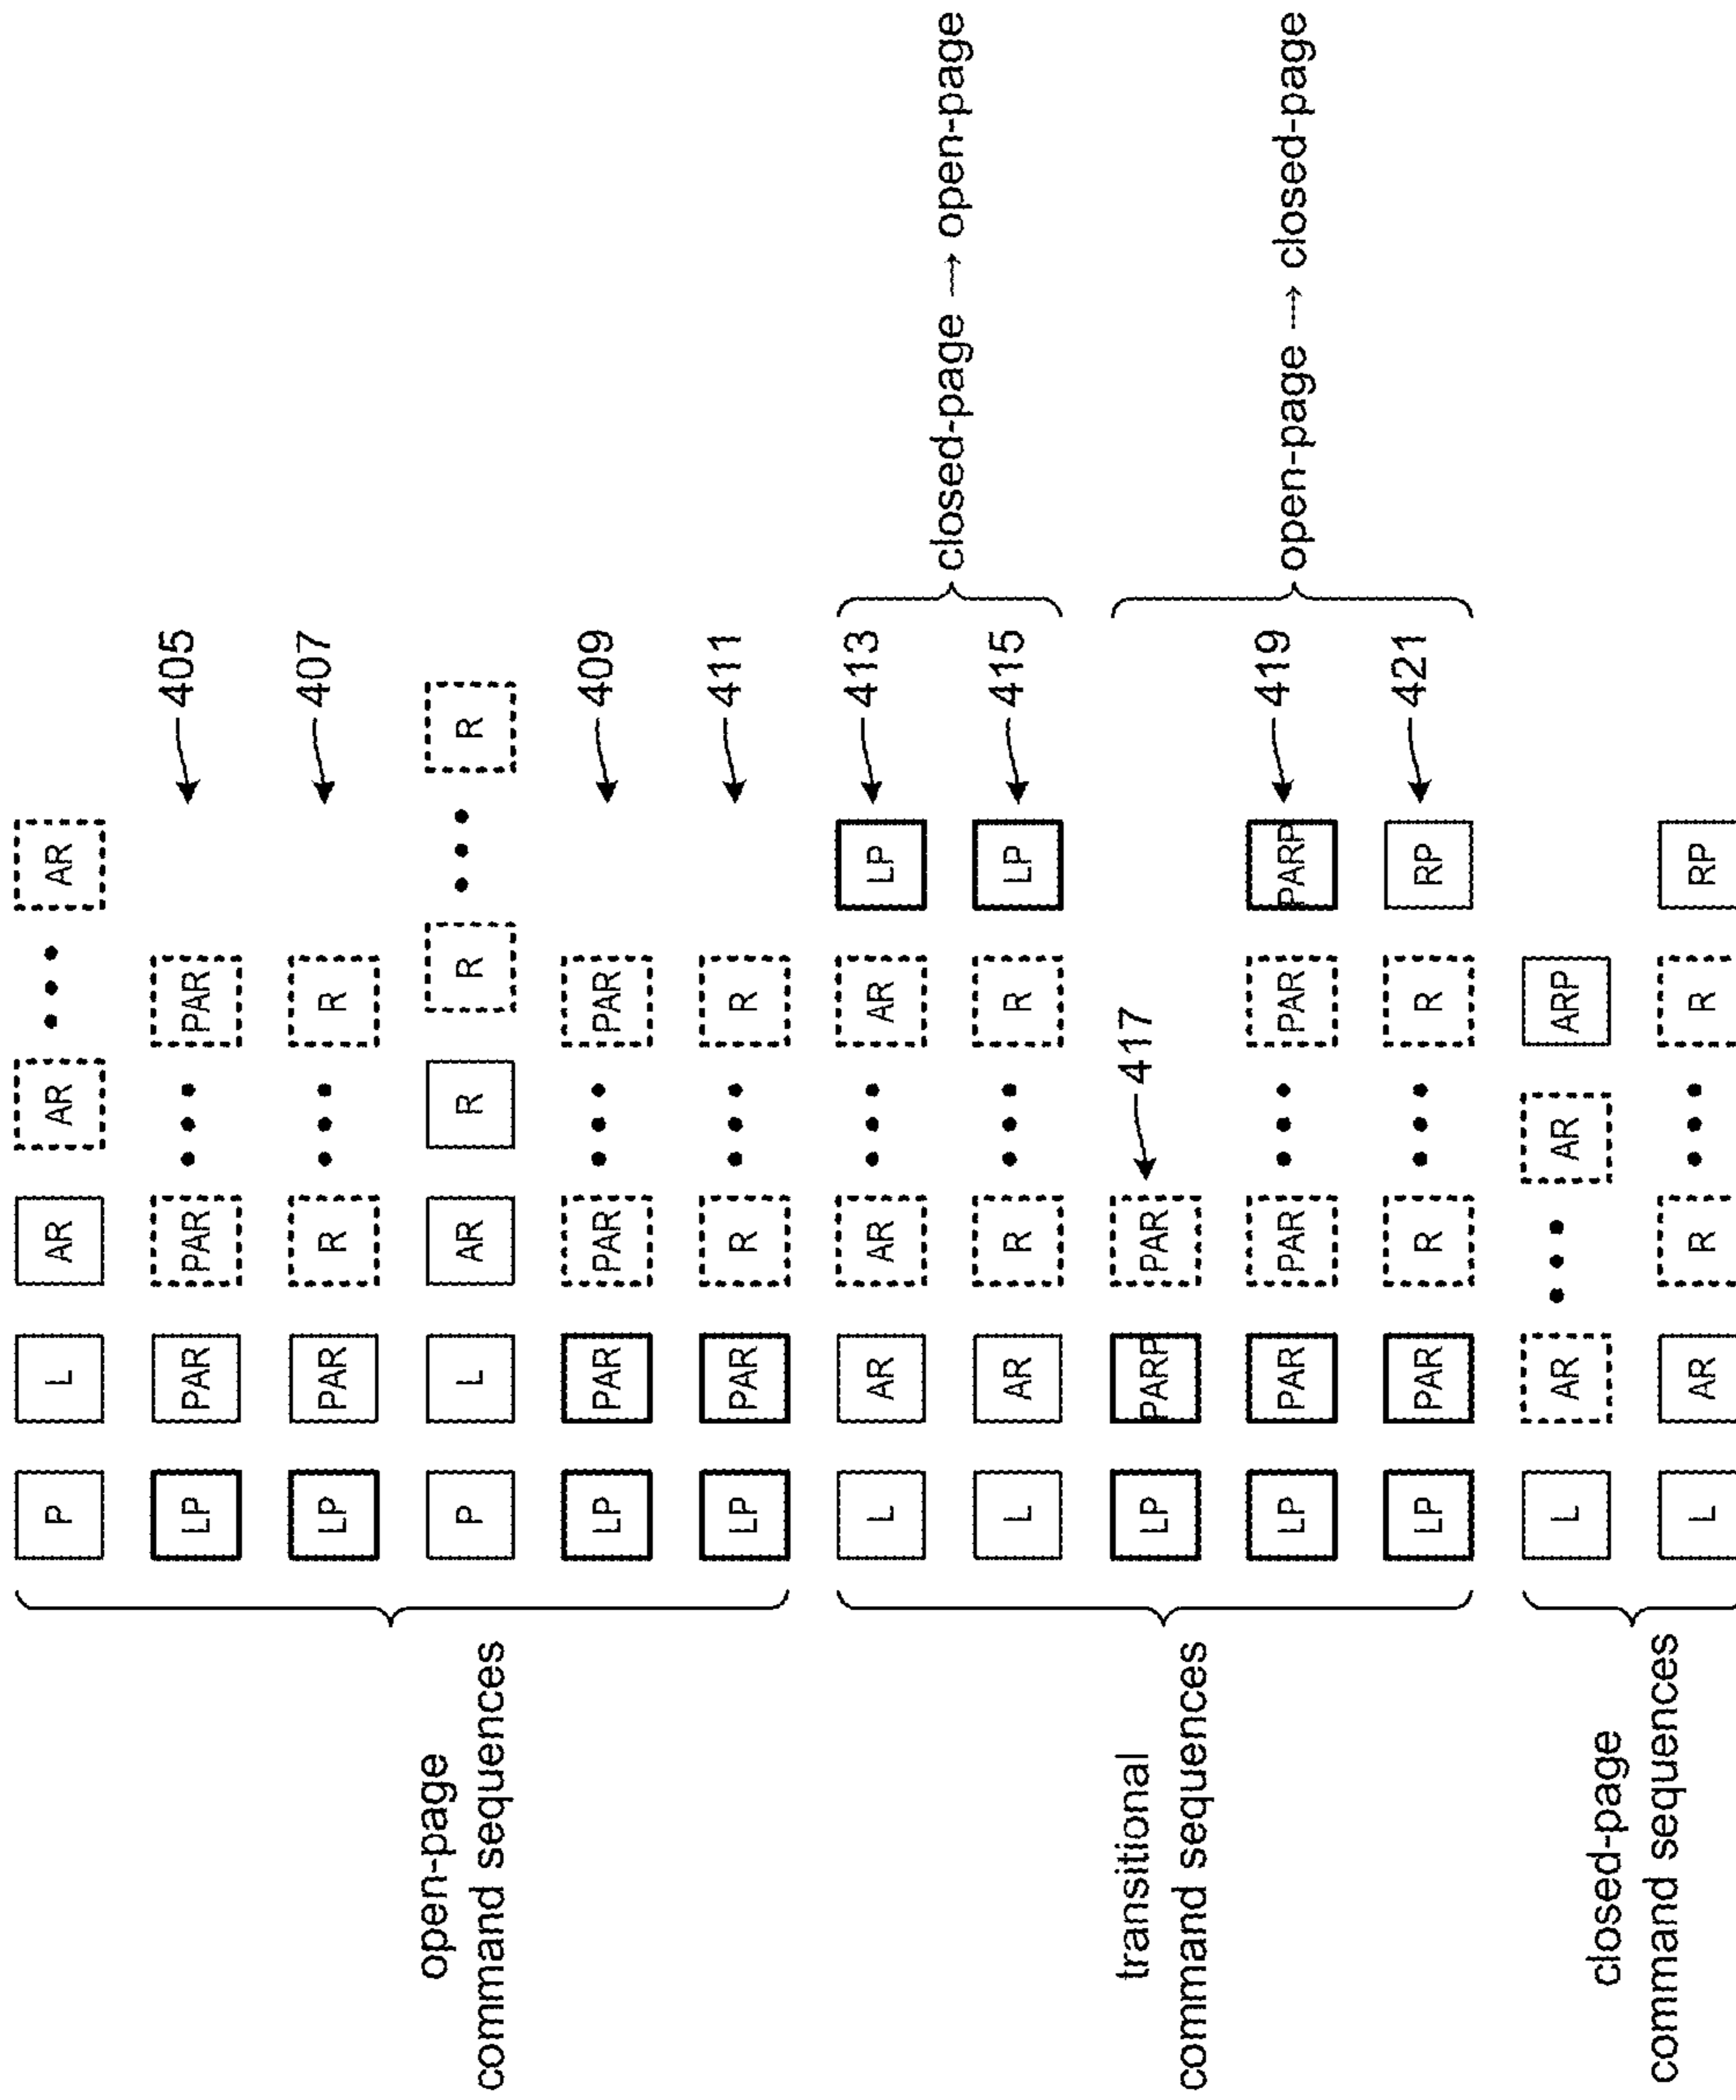 open-page
command sequences
P L AR AR ••• AR
LP PAR PAR ••• PAR 405
LP PAR R ••• R 407
P L AR R R ••• R
LP PAR PAR ••• PAR 409
LP PAR R ••• R 411
transitional
command sequences
L AR AR ••• AR LP 413
L AR R ••• R LP 415
closed-page → open-page
LP PARP PAR 417
LP PAR PAR ••• PAR PARP 419
LP PAR R ••• R RP 421
open-page → closed-page
closed-page
command sequences
L AR ••• AR ARP
L AR R ••• R RP